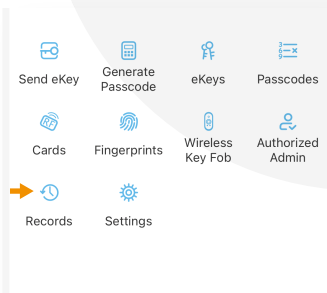 Send eKey
Generate
Passcode
eKeys
Passcodes
Cards
Fingerprints
Wireless
Key Fob
Authorized
Admin
Records
Settings